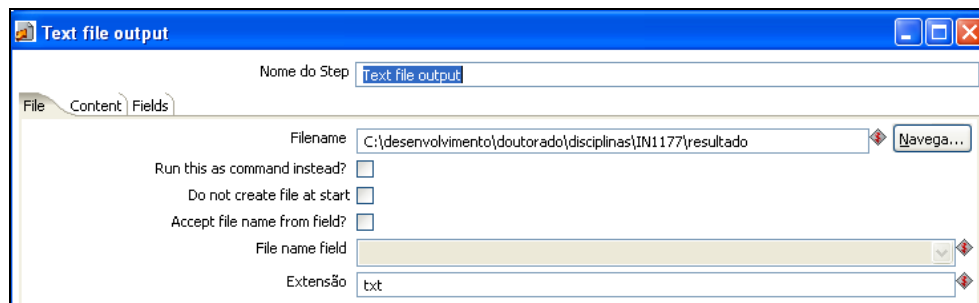 Text file output
Nome do Step Text file output
File Content Fields
Filename C:\desenvolvimento\doutorado\disciplinas\IN1177\resultado Navega...
Run this as command instead?
Do not create file at start
Accept file name from field?
File name field
Extensão txt